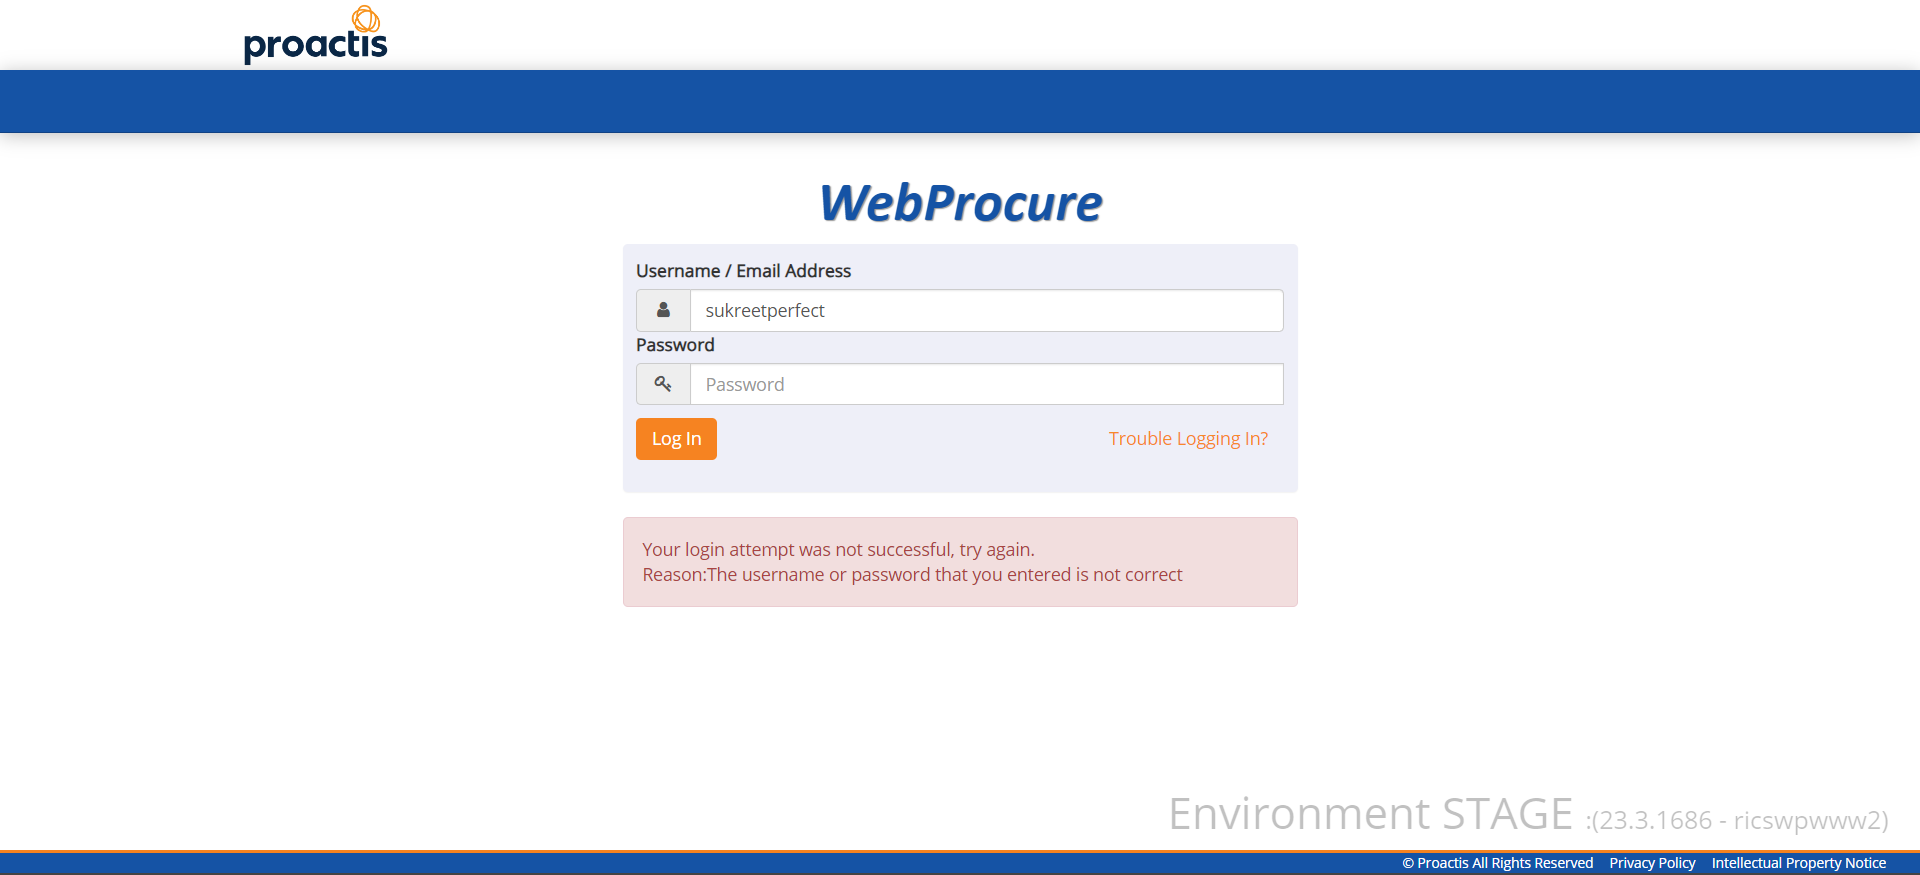 proactis
WebProcure
Username / Email Address
sukreetperfect
Password
Password
Log In Trouble Logging In?
Your login attempt was not successful, try again.
Reason:The username or password that you entered is not correct
Environment STAGE :(23.3.1686 - ricswpwww2)
© Proactis All Rights Reserved Privacy Policy Intellectual Property Notice